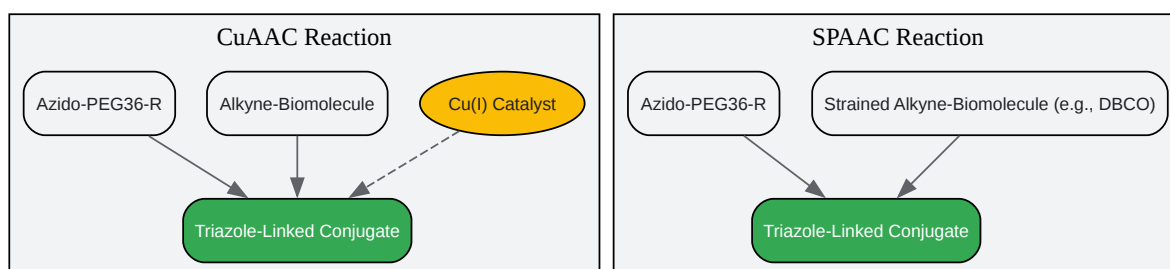 CuAAC Reaction
Azido-PEG36-R
Alkyne-Biomolecule
Cu(I) Catalyst
Triazole-Linked Conjugate
SPAAC Reaction
Azido-PEG36-R
Strained Alkyne-Biomolecule (e.g., DBCO)
Triazole-Linked Conjugate